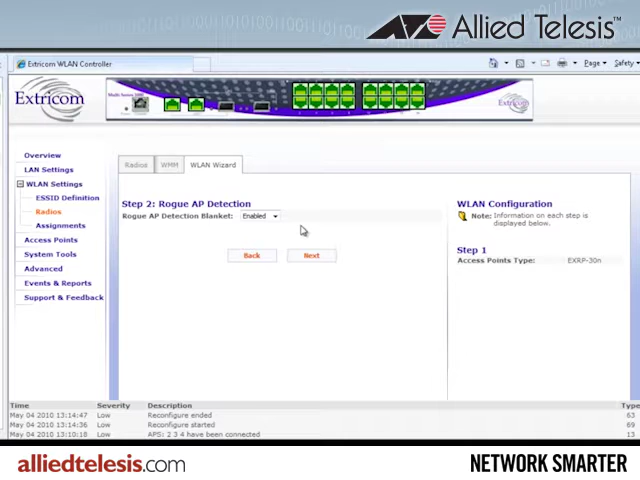 Allied Telesis™
Extricom WLAN Controller
Page
Safety
Extricom
Multi Series
Extricom
Overview
LAN Settings
WLAN Settings
ESSID Definition
Radios
Assignments
Access Points
System Tools
Advanced
Events & Reports
Support & Feedback
Radios WMM WLAN Wizard
Step 2: Rogue AP Detection
Rogue AP Detection Blanket: Enabled
Back Next
WLAN Configuration
Note: Information on each step is
displayed below.
Step 1
Access Points Type: EXRP-30n
Time Severity Description Type
May 04 2010 13:14:47 Low Reconfigure ended 63
May 04 2010 13:14:36 Low Reconfigure started 69
May 04 2010 13:10:18 Low APS: 2 3 4 have been connected 13
alliedtelesis.com
NETWORK SMARTER